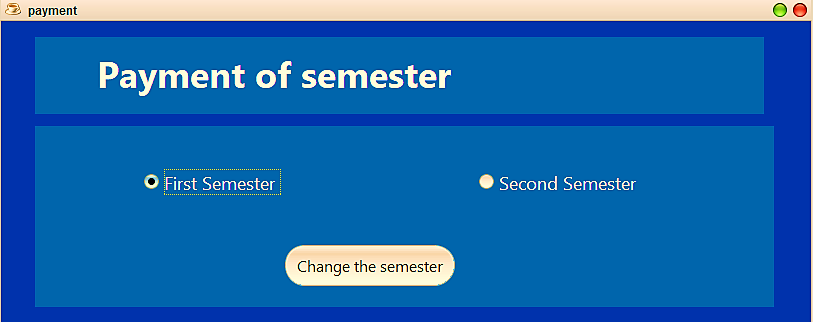 payment
Payment of semester
First Semester
Second Semester
Change the semester